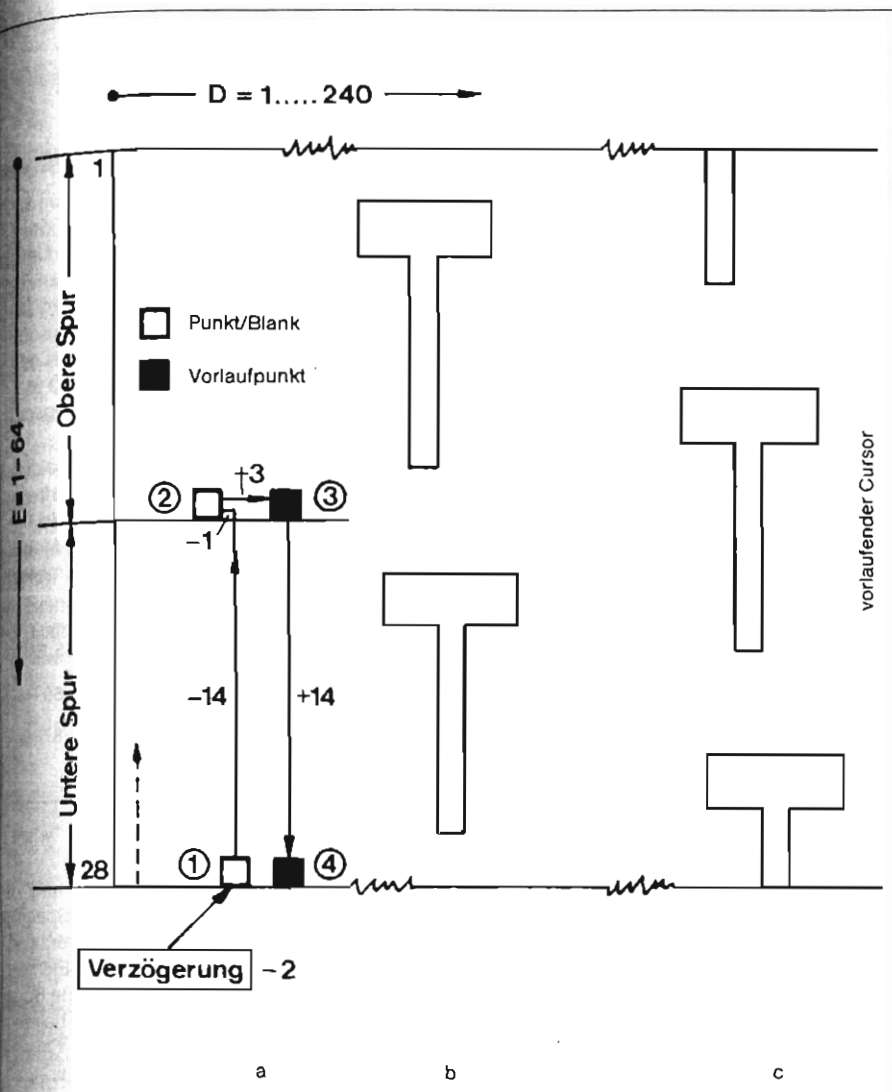 D = 1.....240
1
Obere Spur
E = 1-64
Punkt/Blank
Vorlaufpunkt
+3
2
3
-1
vorlaufender Cursor
Untere Spur
-14
+14
28
1
4
Verzögerung -2
a
b
c